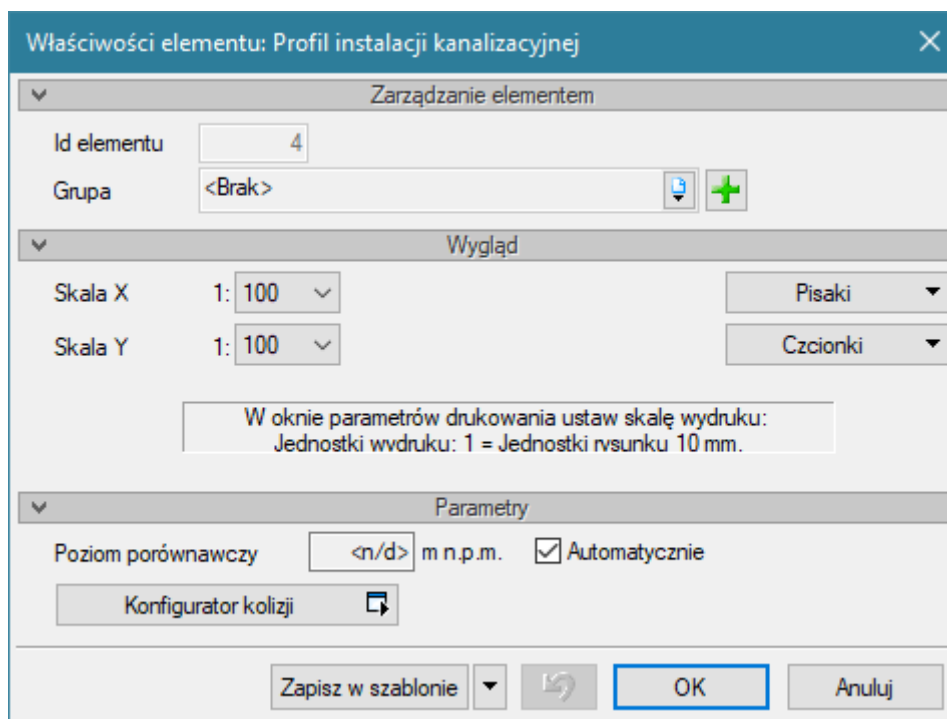 Właściwości elementu: Profil instalacji kanalizacyjnej
Zarządzanie elementem
Id elementu 4
Grupa <Brak>
Wygląd
Skala X 1: 100 Pisaki
Skala Y 1: 100 Czcionki
W oknie parametrów drukowania ustaw skalę wydruku:
Jednostki wydruku: 1 = Jednostki rysunku 10 mm.
Parametry
Poziom porównawczy <n/d> m n.p.m. Automatycznie
Konfigurator kolizji
Zapisz w szablonie OK Anuluj